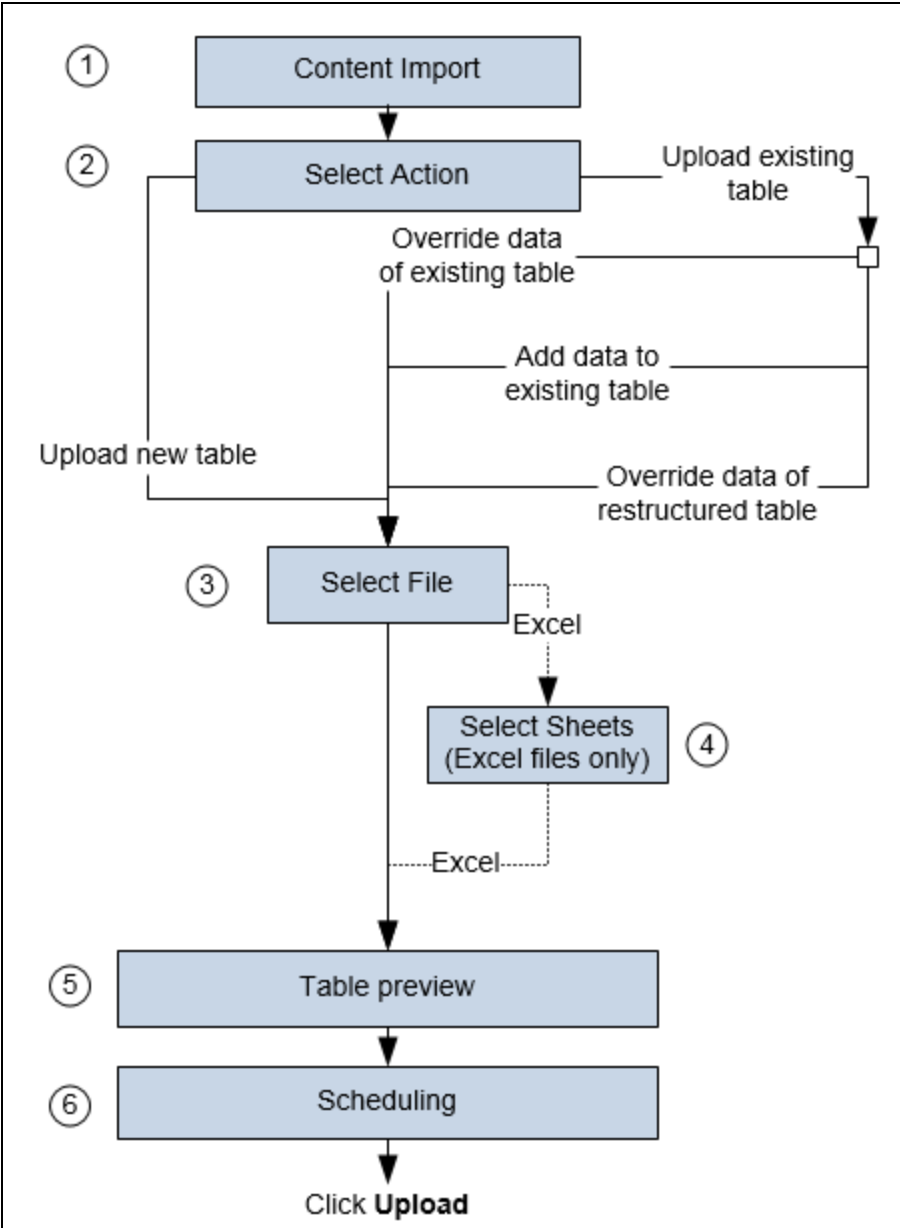 1
Content Import
2
Select Action
Upload existing
table
Override data
of existing table
Add data to
existing table
Upload new table
Override data of
restructured table
3
Select File
Excel
Select Sheets
(Excel files only)
4
Excel
5
Table preview
6
Scheduling
Click Upload